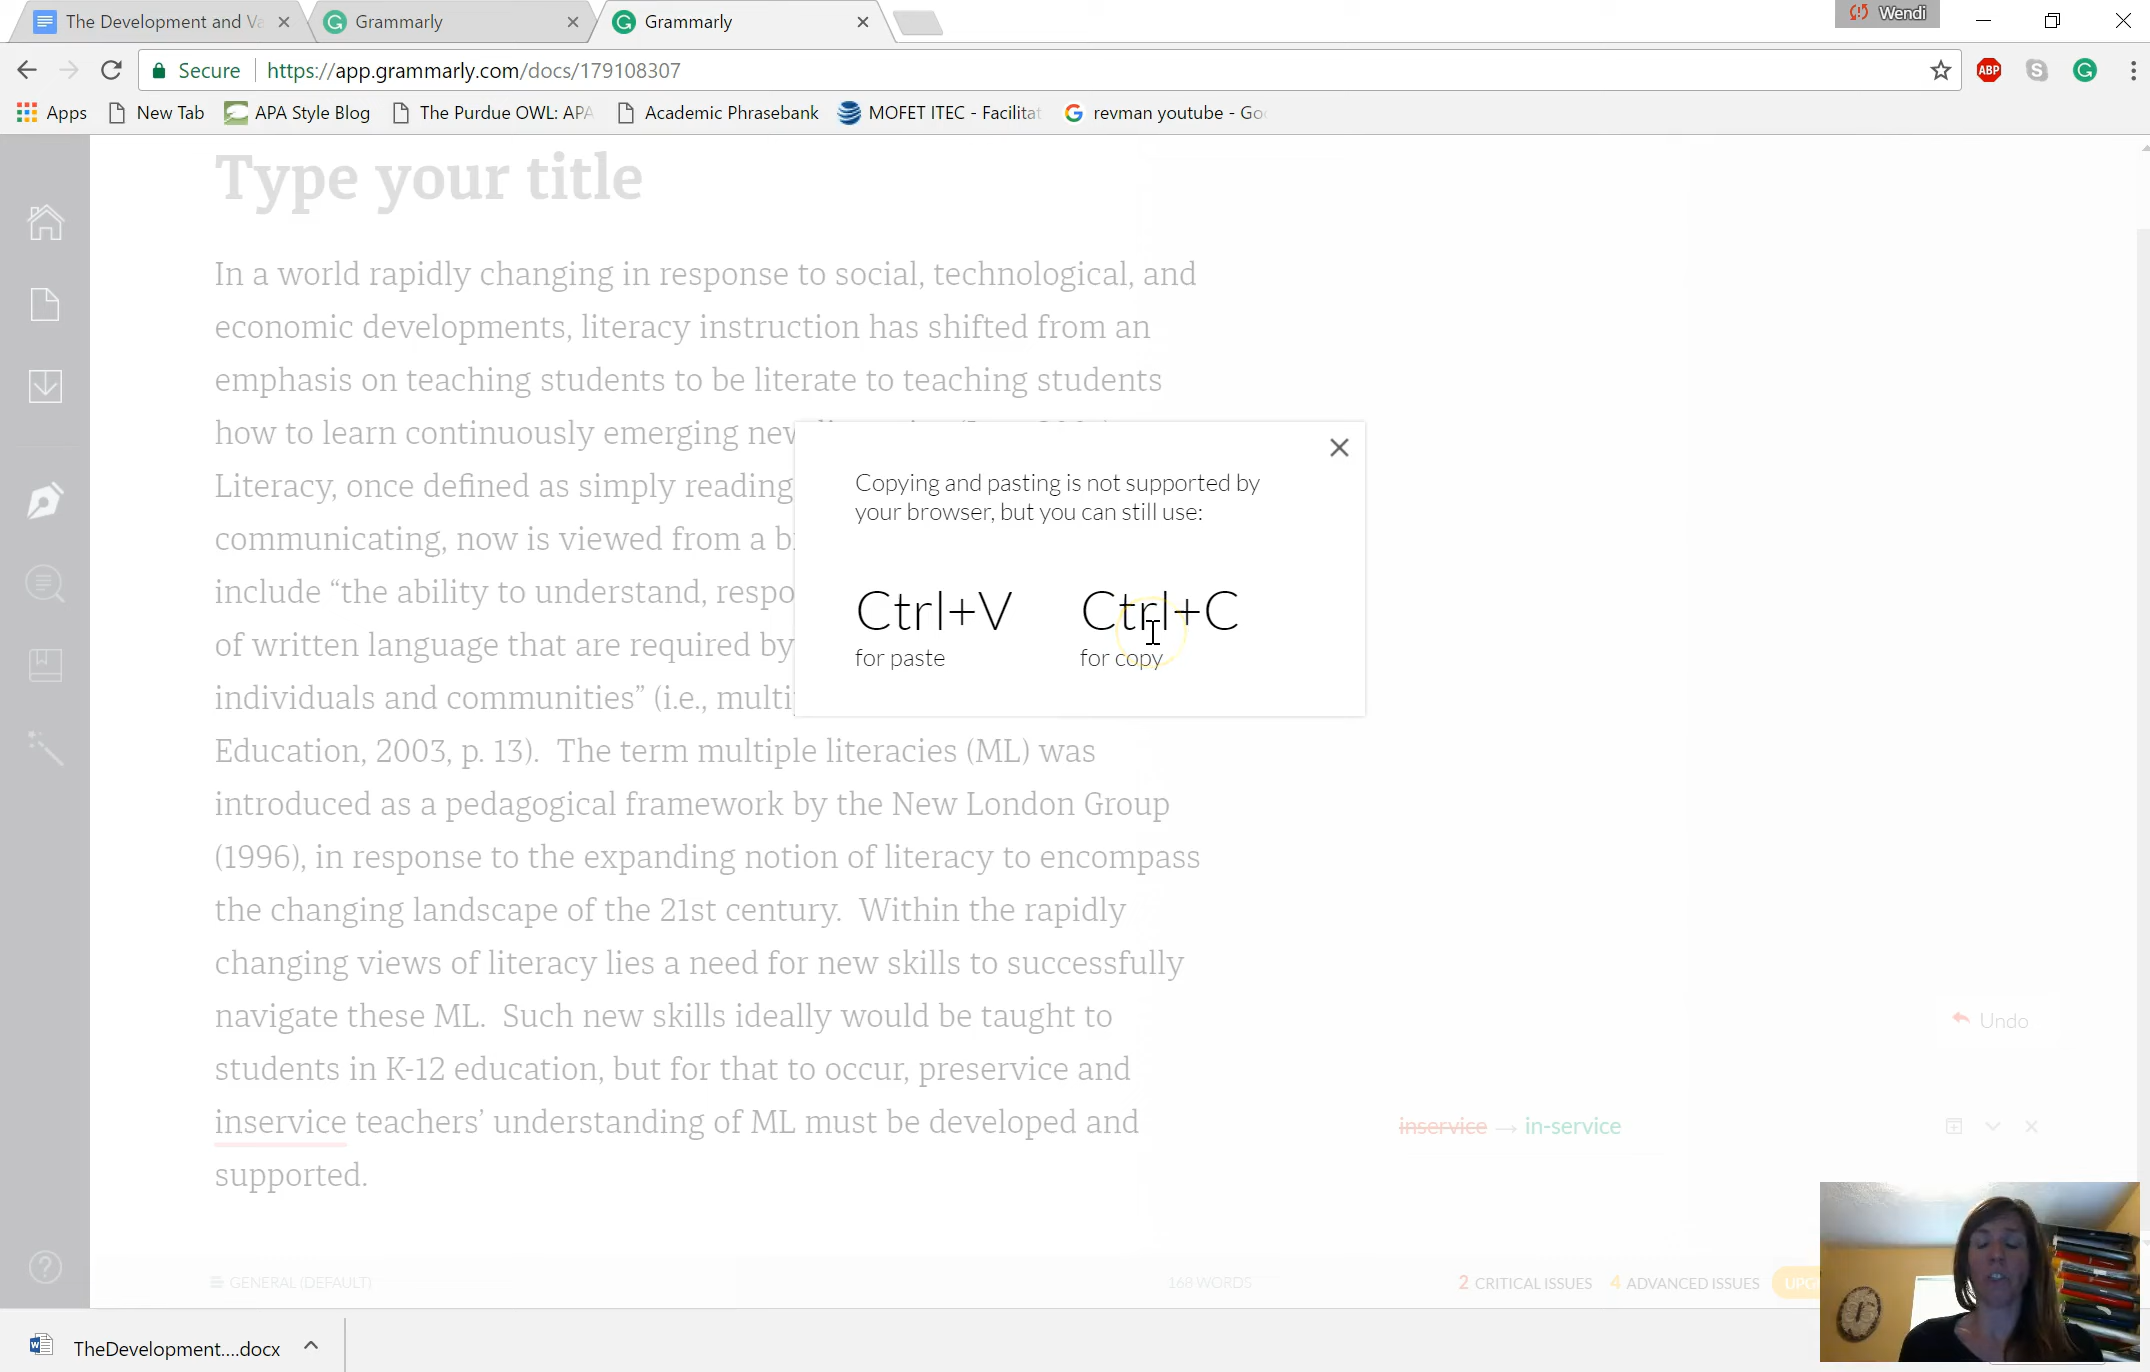 The Development and Va
Grammarly
Grammarly
Wendi
Secure
https://app.grammarly.com/docs/179108307
ABP
Apps
New Tab
APA Style Blog
The Purdue OWL: APA
Academic Phrasebank
MOFET ITEC - Facilitat
revman youtube - Goo
Type your title
In a world rapidly changing in response to social, technological, and
economic developments, literacy instruction has shifted from an
emphasis on teaching students to be literate to teaching students
how to learn continuously emerging new
Literacy, once defined as simply reading
communicating, now is viewed from a b
include “the ability to understand, respo
of written language that are required by
individuals and communities” (i.e., multi
Education, 2003, p. 13).  The term multiple literacies (ML) was
introduced as a pedagogical framework by the New London Group
(1996), in response to the expanding notion of literacy to encompass
the changing landscape of the 21st century.  Within the rapidly
changing views of literacy lies a need for new skills to successfully
navigate these ML.  Such new skills ideally would be taught to
students in K-12 education, but for that to occur, preservice and
inservice teachers’ understanding of ML must be developed and
supported.
Copying and pasting is not supported by
your browser, but you can still use:
Ctrl+V
for paste
Ctrl+C
for copy
Undo
inservice → in-service
GENERAL (DEFAULT)
168 WORDS
2 CRITICAL ISSUES
4 ADVANCED ISSUES
UPG
TheDevelopment....docx